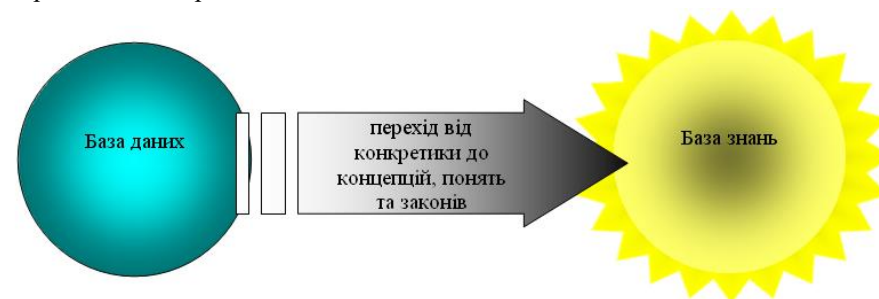 База даних
перехід від
конкретики до
концепцій, понять
та законів
База знань